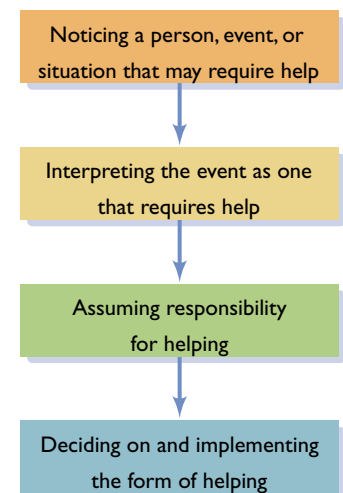 Noticing a person, event, or
situation that may require help
Interpreting the event as one
that requires help
Assuming responsibility
for helping
Deciding on and implementing
the form of helping